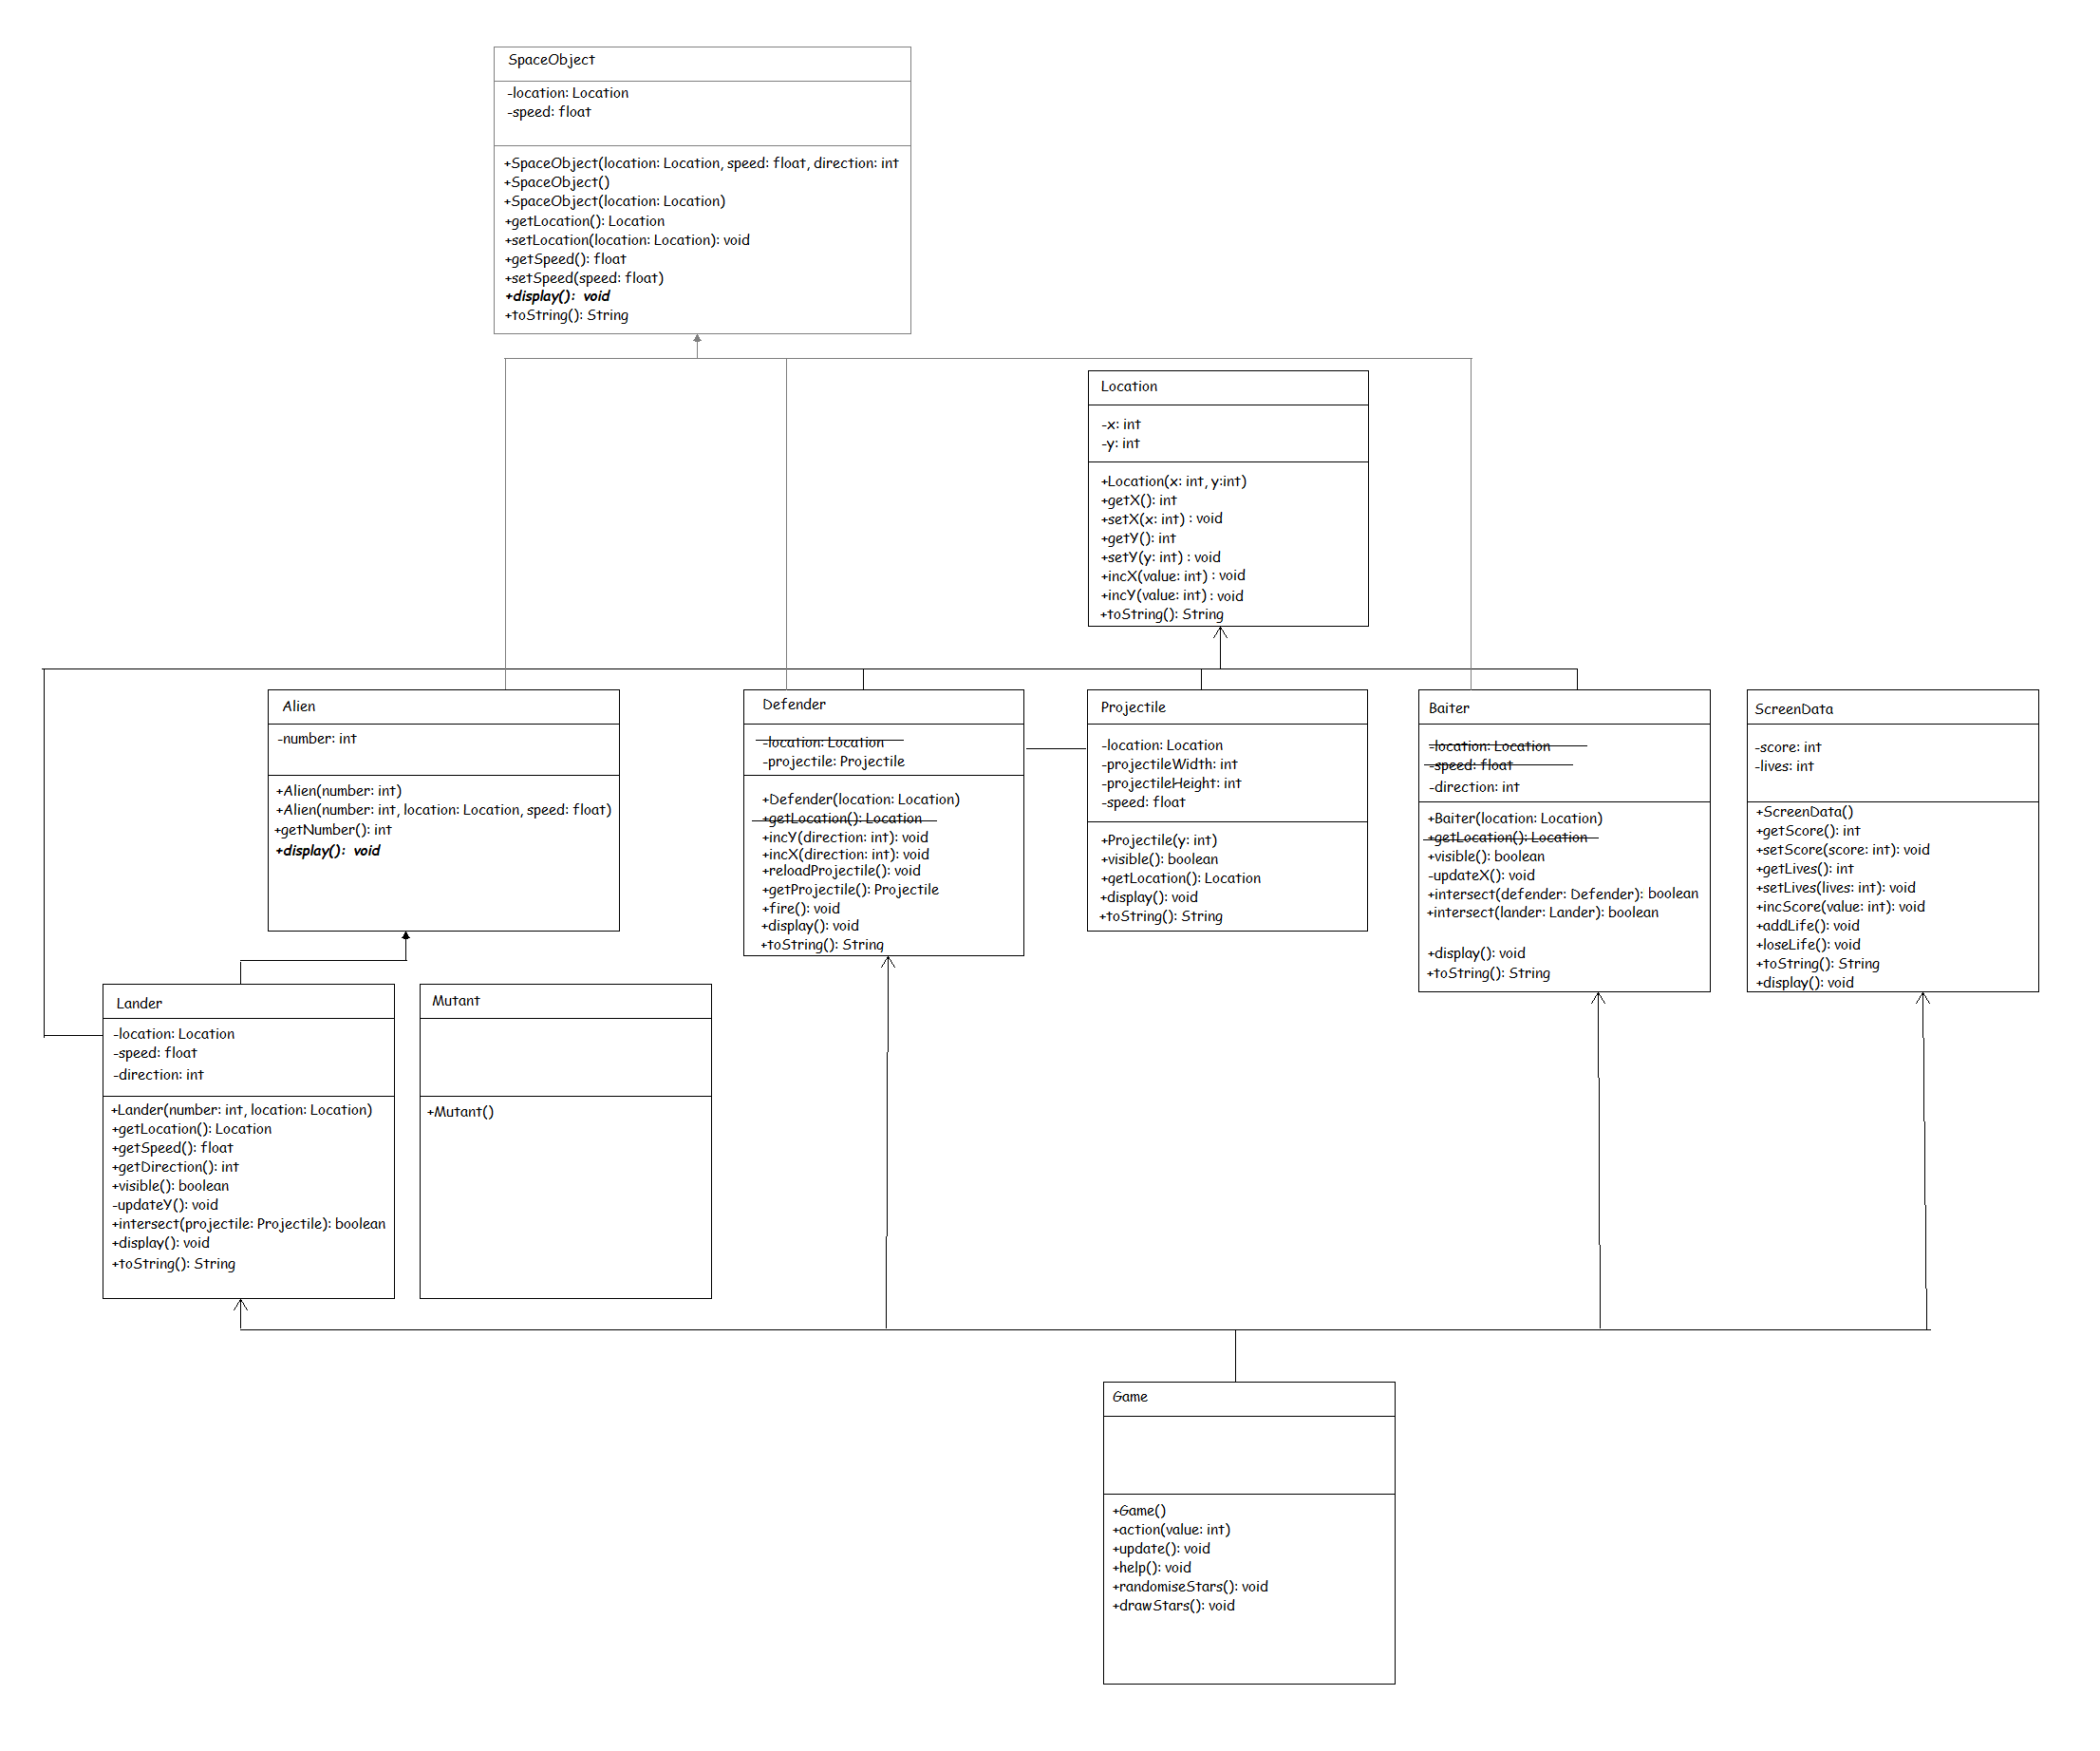 SpaceObject
-location: Location
-speed: float
+SpaceObject(location: Location, speed: float, direction: int
+SpaceObject()
+SpaceObject(location: Location)
+getLocation(): Location
+setLocation(location: Location): void
+getSpeed(): float
+setSpeed(speed: float)
+display(): void
+toString(): String
Location
-x: int
-y: int
+Location(x: int, y:int)
+getX(): int
+setX(x: int) : void
+getY(): int
+setY(y: int) : void
+incX(value: int) : void
+incY(value: int) : void
+toString(): String
Alien
-number: int
+Alien(number: int)
+Alien(number: int, location: Location, speed: float)
+getNumber(): int
+display(): void
Defender
-location: Location
-projectile: Projectile
+Defender(location: Location)
+getLocation(): Location
+incY(direction: int): void
+incX(direction: int): void
+reloadProjectile(): void
+getProjectile(): Projectile
+fire(): void
+display(): void
+toString(): String
Projectile
-location: Location
-projectileWidth: int
-projectileHeight: int
-speed: float
+Projectile(y: int)
+visible(): boolean
+getLocation(): Location
+display(): void
+toString(): String
Baiter
-location: Location
-speed: float
-direction: int
+Baiter(location: Location)
+getLocation(): Location
+visible(): boolean
-updateX(): void
+intersect(defender: Defender): boolean
+intersect(lander: Lander): boolean
+display(): void
+toString(): String
ScreenData
-score: int
-lives: int
+ScreenData()
+getScore(): int
+setScore(score: int): void
+getLives(): int
+setLives(lives: int): void
+incScore(value: int): void
+addLife(): void
+loseLife(): void
+toString(): String
+display(): void
Lander
-location: Location
-speed: float
-direction: int
+Lander(number: int, location: Location)
+getLocation(): Location
+getSpeed(): float
+getDirection(): int
+visible(): boolean
-updateY(): void
+intersect(projectile: Projectile): boolean
+display(): void
+toString(): String
Mutant
+Mutant()
Game
+Game()
+action(value: int)
+update(): void
+help(): void
+randomiseStars(): void
+drawStars(): void